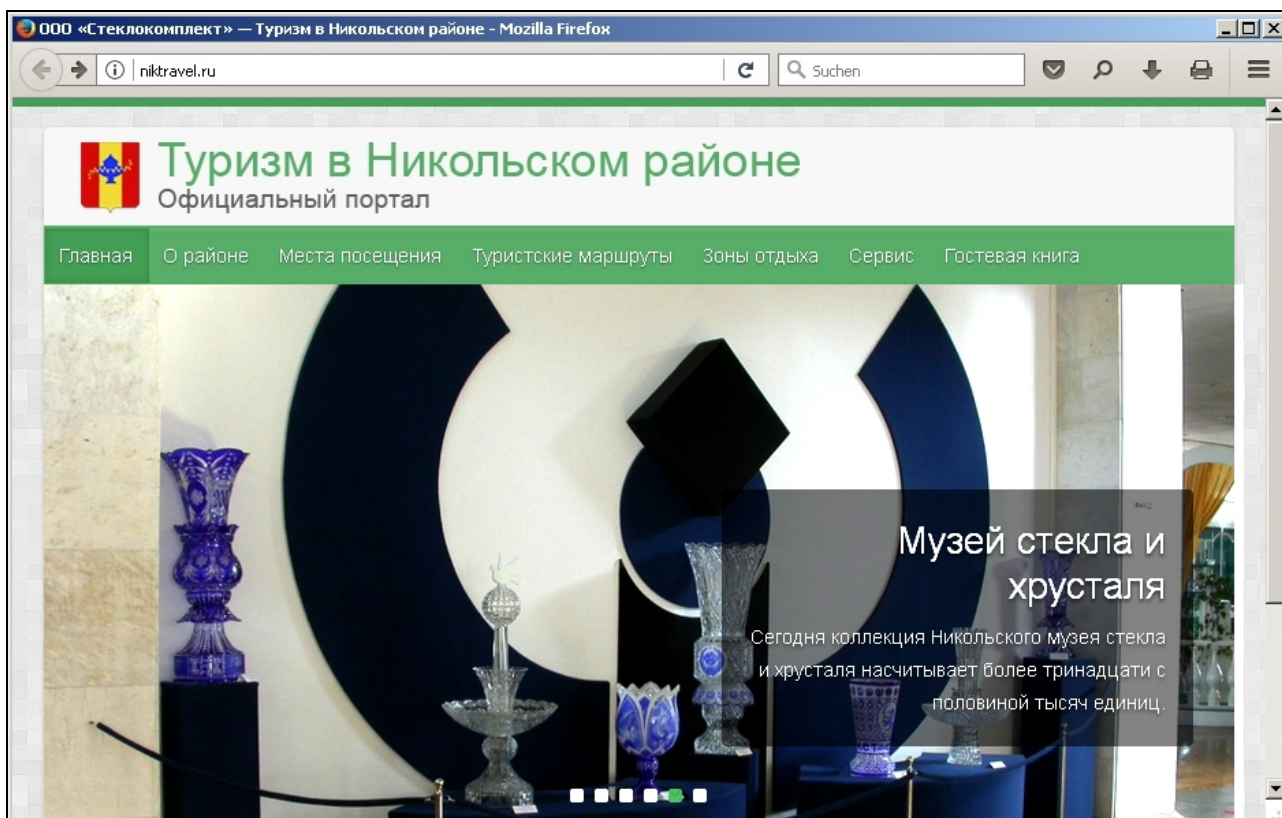 ООО «Стеклокомплект» — Туризм в Никольском районе - Mozilla Firefox
niktravel.ru
Suchen
Туризм в Никольском районе
Официальный портал
Главная О районе Места посещения Туристские маршруты Зоны отдыха Сервис Гостевая книга
Музей стекла и
хрусталя
Сегодня коллекция Никольского музея стекла
и хрусталя насчитывает более тринадцати с
половиной тысяч единиц.